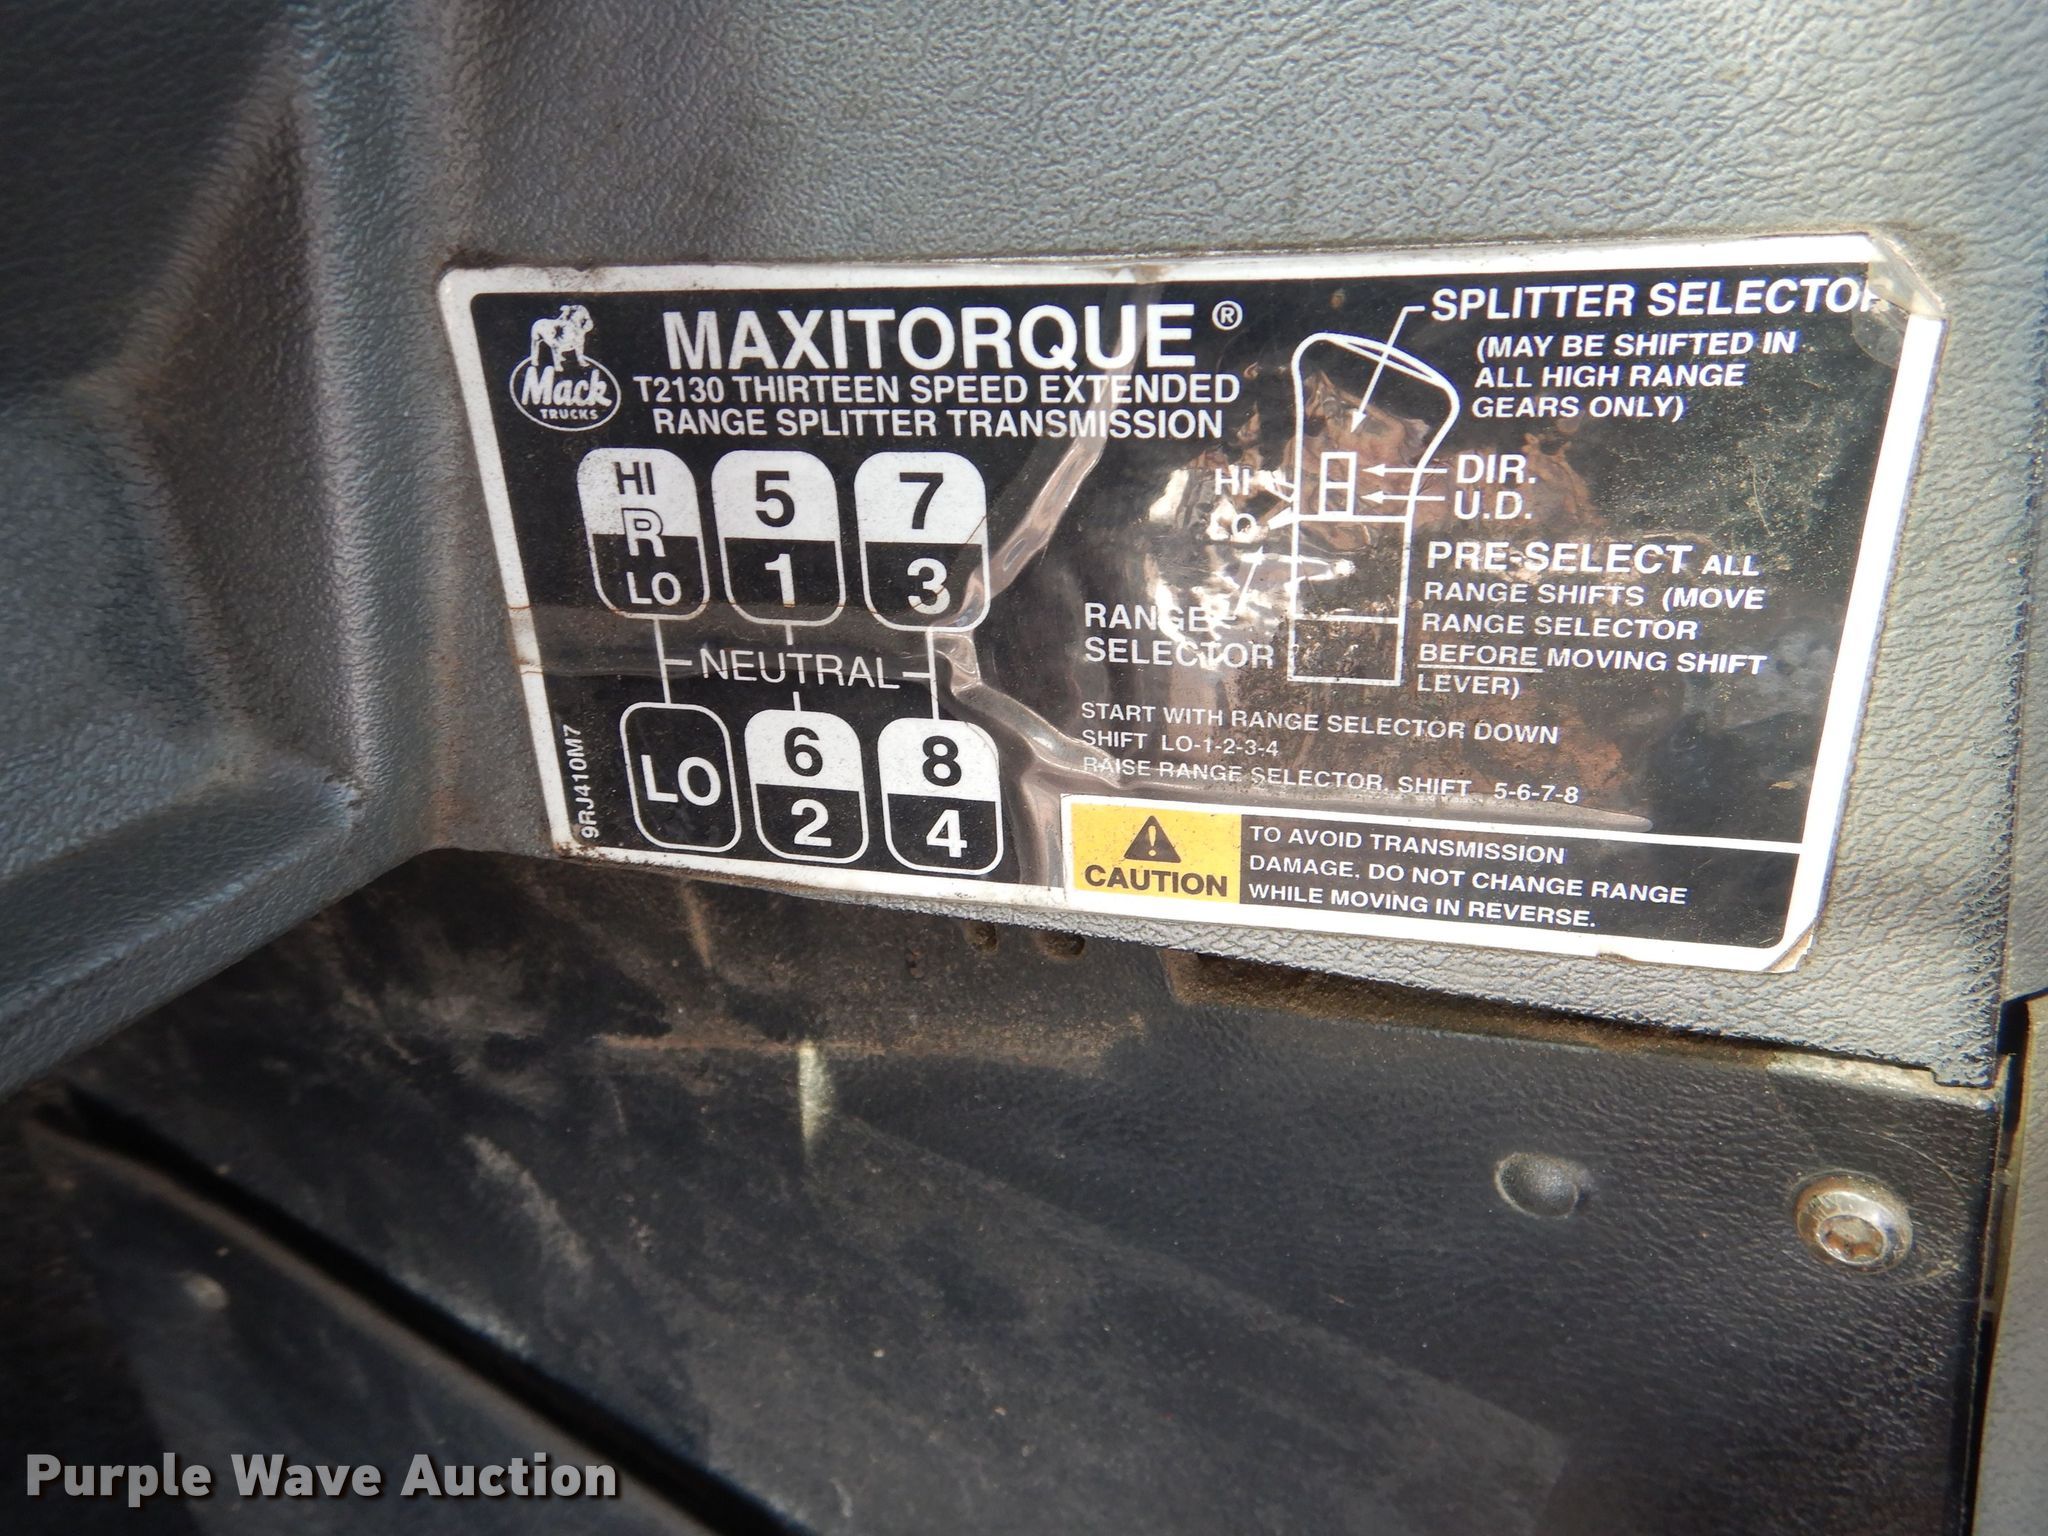 Mack
TRUCKS
MAXITORQUE®
T2130 THIRTEEN SPEED EXTENDED
RANGE SPLITTER TRANSMISSION
HI
R
LO
5
1
7
3
NEUTRAL
LO
6
2
8
4
9RJ410M7
SPLITTER SELECTOR
(MAY BE SHIFTED IN
ALL HIGH RANGE
GEARS ONLY)
HI
LO
DIR.
U.D.
RANGE
SELECTOR
PRE-SELECT ALL
RANGE SHIFTS (MOVE
RANGE SELECTOR
BEFORE MOVING SHIFT
LEVER)
START WITH RANGE SELECTOR DOWN
SHIFT LO-1-2-3-4
RAISE RANGE SELECTOR, SHIFT 5-6-7-8
CAUTION
TO AVOID TRANSMISSION
DAMAGE, DO NOT CHANGE RANGE
WHILE MOVING IN REVERSE.
Purple Wave Auction